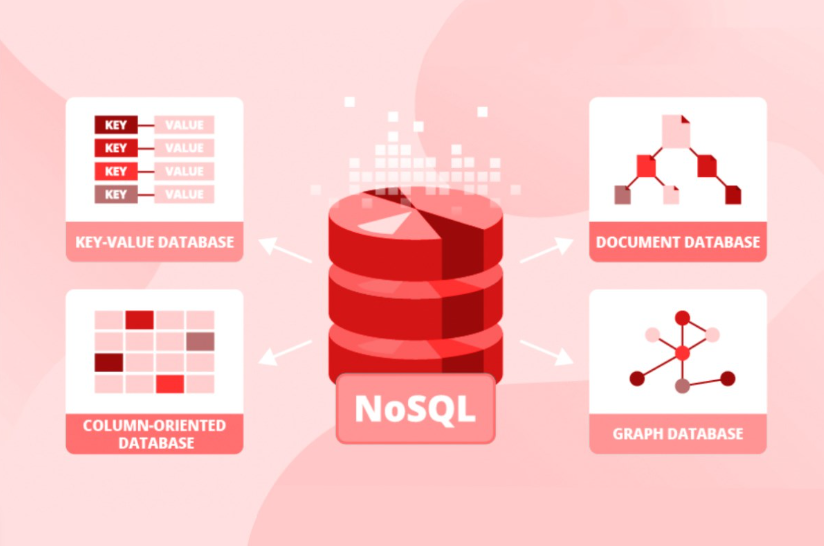 KEY VALUE
KEY VALUE
KEY VALUE
KEY VALUE
KEY-VALUE DATABASE
COLUMN-ORIENTED
DATABASE
NoSQL
DOCUMENT DATABASE
GRAPH DATABASE